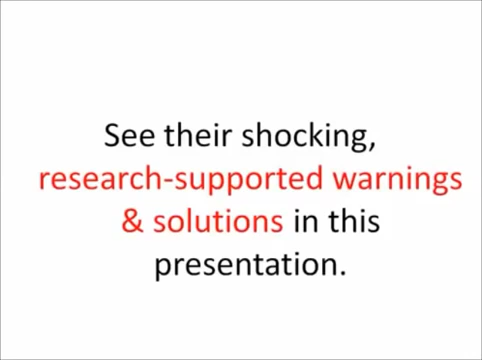 See their shocking,
research-supported warnings
& solutions in this
presentation.